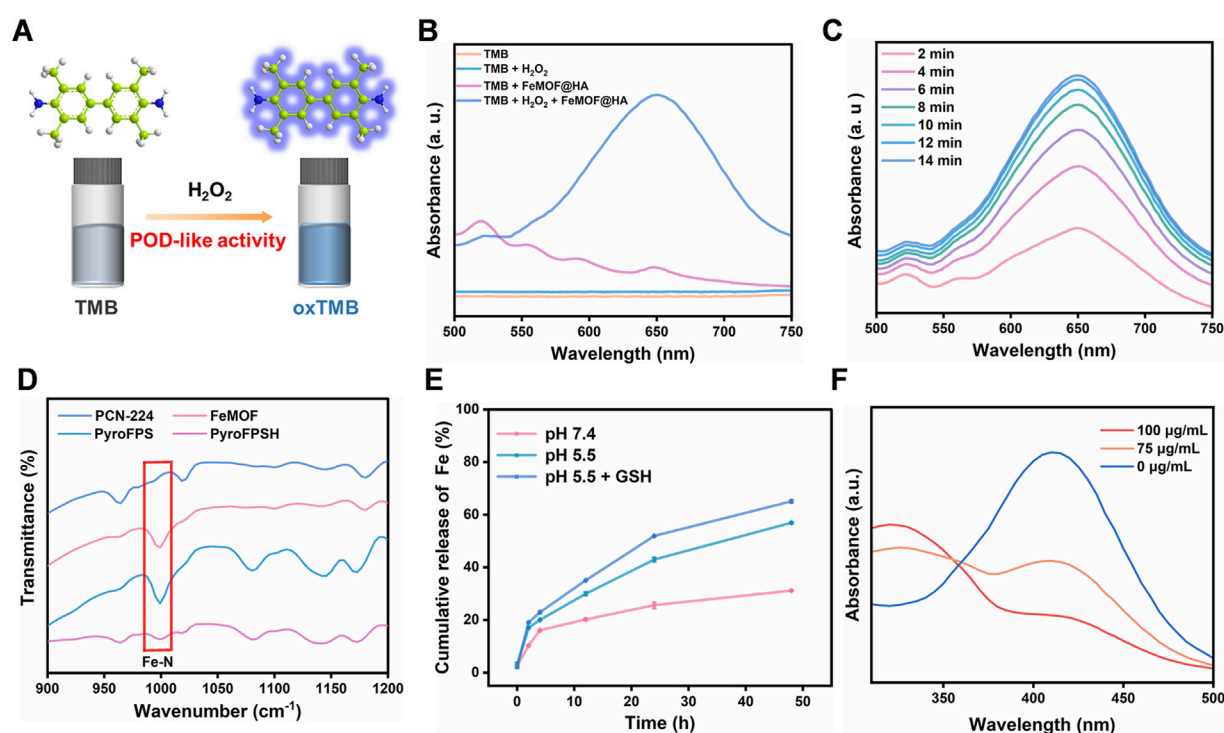 A
H₂O₂
POD-like activity
TMB
oxTMB
B
TMB
TMB + H₂O₂
TMB + FeMOF@HA
TMB + H₂O₂ + FeMOF@HA
Absorbance (a. u.)
500 550 600 650 700 750
Wavelength (nm)
C
2 min
4 min
6 min
8 min
10 min
12 min
14 min
Absorbance (a. u )
500 550 600 650 700 750
Wavelength (nm)
D
PCN-224
FeMOF
PyroFPS
PyroFPSH
Transmittance (%)
Fe-N
900 950 1000 1050 1100 1150 1200
Wavenumber (cm⁻¹)
E
pH 7.4
pH 5.5
pH 5.5 + GSH
Cumulative release of Fe (%)
100
80
60
40
20
0
0 10 20 30 40 50
Time (h)
F
100 µg/mL
75 µg/mL
0 µg/mL
Absorbance (a.u.)
350 400 450 500
Wavelength (nm)